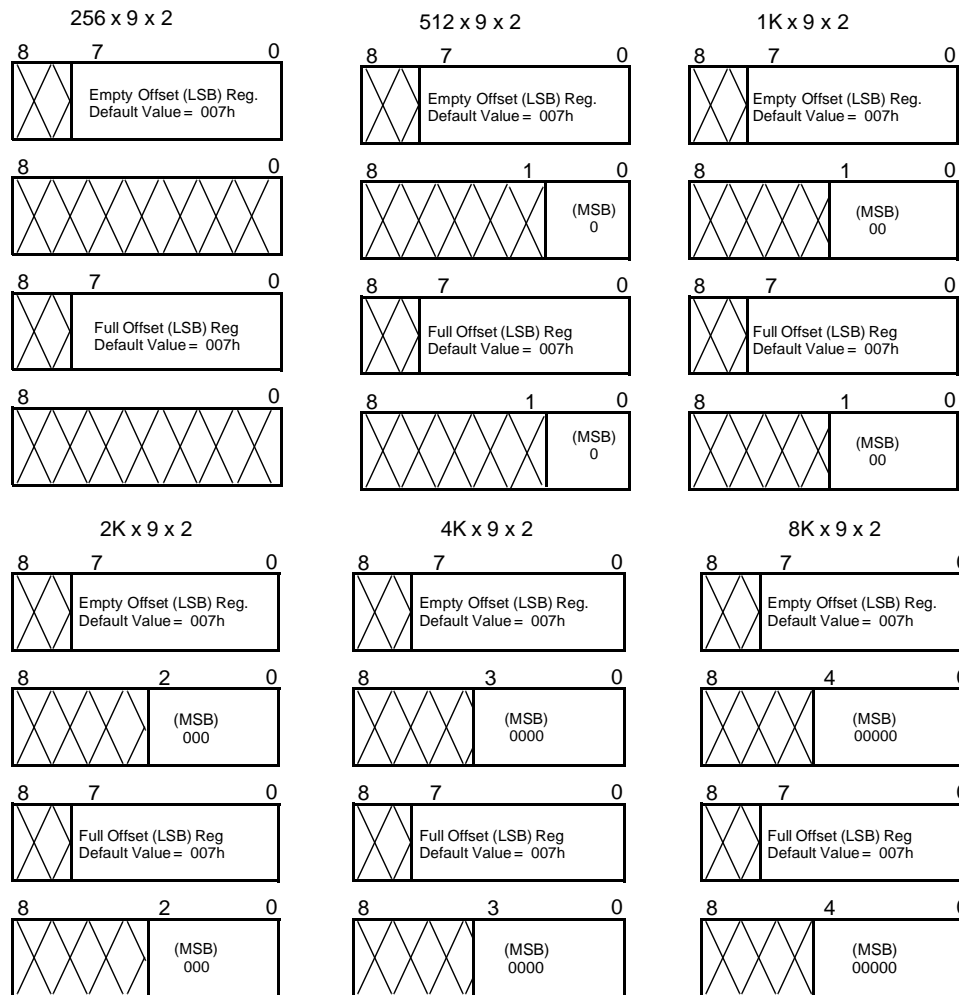 256 x 9 x 2
8 7 0
Empty Offset (LSB) Reg.
Default Value = 007h
8 0
8 7 0
Full Offset (LSB) Reg
Default Value = 007h
8 0
512 x 9 x 2
8 7 0
Empty Offset (LSB) Reg.
Default Value = 007h
8 1 0
(MSB)
0
8 7 0
Full Offset (LSB) Reg
Default Value = 007h
8 1 0
(MSB)
0
1K x 9 x 2
8 7 0
Empty Offset (LSB) Reg.
Default Value = 007h
8 1 0
(MSB)
00
8 7 0
Full Offset (LSB) Reg
Default Value = 007h
8 1 0
(MSB)
00
2K x 9 x 2
8 7 0
Empty Offset (LSB) Reg.
Default Value = 007h
8 2 0
(MSB)
000
8 7 0
Full Offset (LSB) Reg
Default Value = 007h
8 2 0
(MSB)
000
4K x 9 x 2
8 7 0
Empty Offset (LSB) Reg.
Default Value = 007h
8 3 0
(MSB)
0000
8 7 0
Full Offset (LSB) Reg
Default Value = 007h
8 3 0
(MSB)
0000
8K x 9 x 2
8 7 0
Empty Offset (LSB) Reg.
Default Value = 007h
8 4 0
(MSB)
00000
8 7 0
Full Offset (LSB) Reg
Default Value = 007h
8 4 0
(MSB)
00000